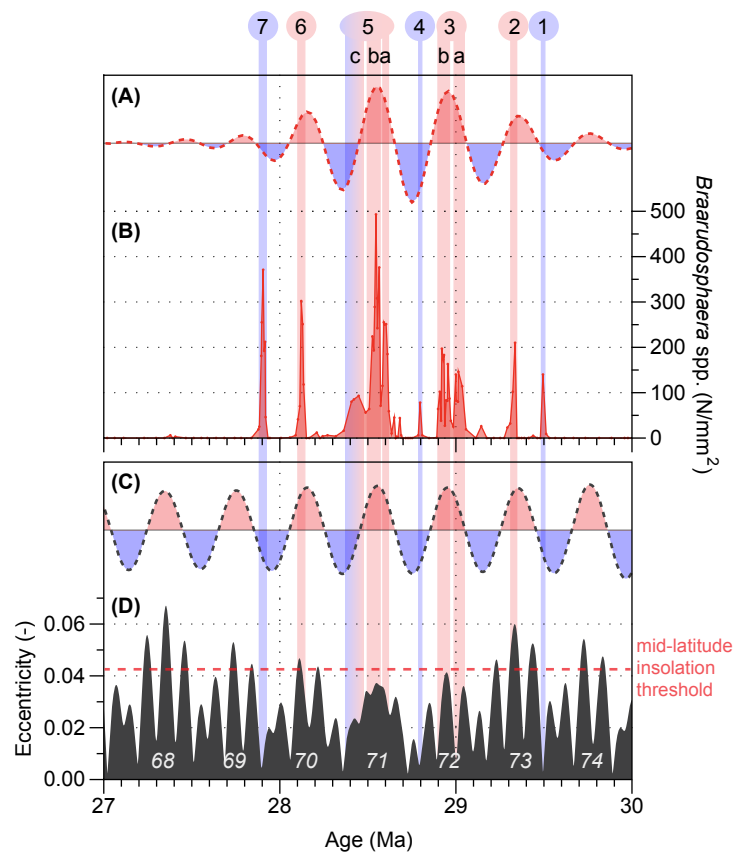 7 6 5 4 3 2 1
c b a b a
(A)
(B)
500
400
300
200
100
0
Braarudosphaera spp. (N/mm²)
(C)
(D)
0.06
0.04
0.02
0.00
Eccentricity (-)
mid-latitude
insolation
threshold
68 69 70 71 72 73 74
27 28 29 30
Age (Ma)